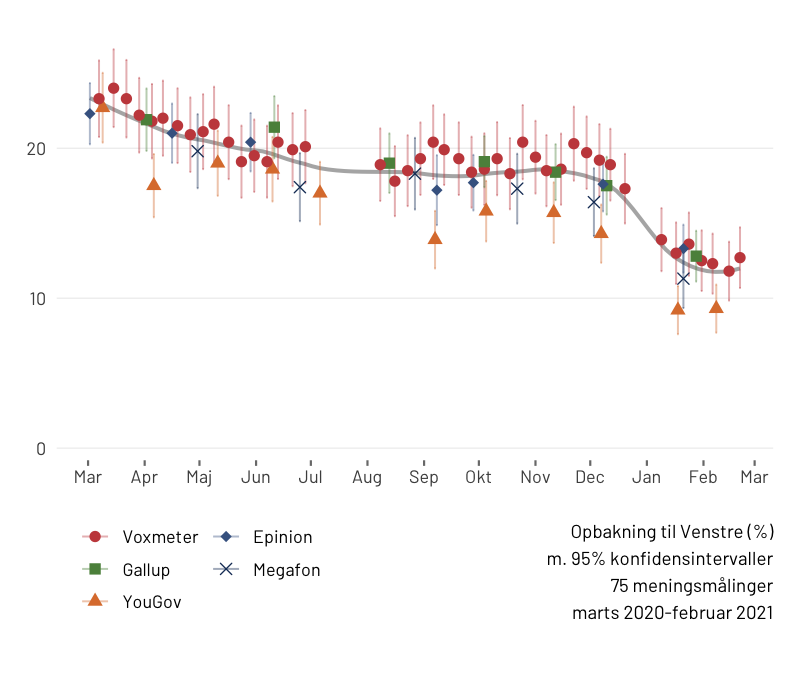 20
10
0
Mar Apr Maj Jun Jul Aug Sep Okt Nov Dec Jan Feb Mar
Voxmeter Epinion
Gallup Megafon
YouGov
Opbakning til Venstre (%)
m. 95% konfidensintervaller
75 meningsmålinger
marts 2020-februar 2021